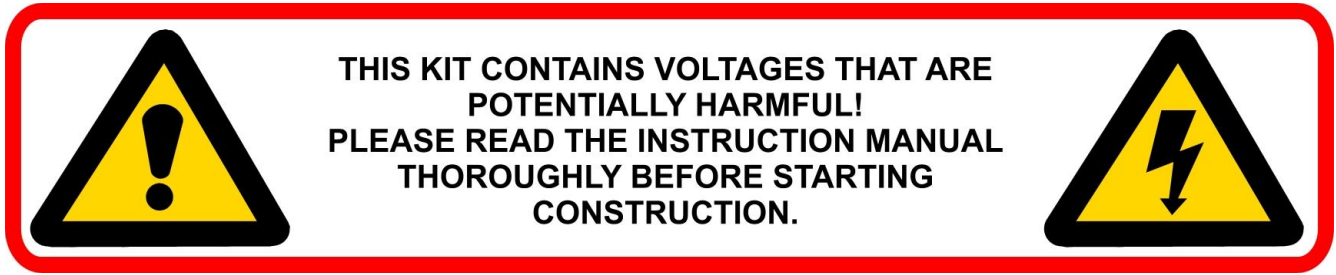 THIS KIT CONTAINS VOLTAGES THAT ARE
POTENTIALLY HARMFUL!
PLEASE READ THE INSTRUCTION MANUAL
THOROUGHLY BEFORE STARTING
CONSTRUCTION.